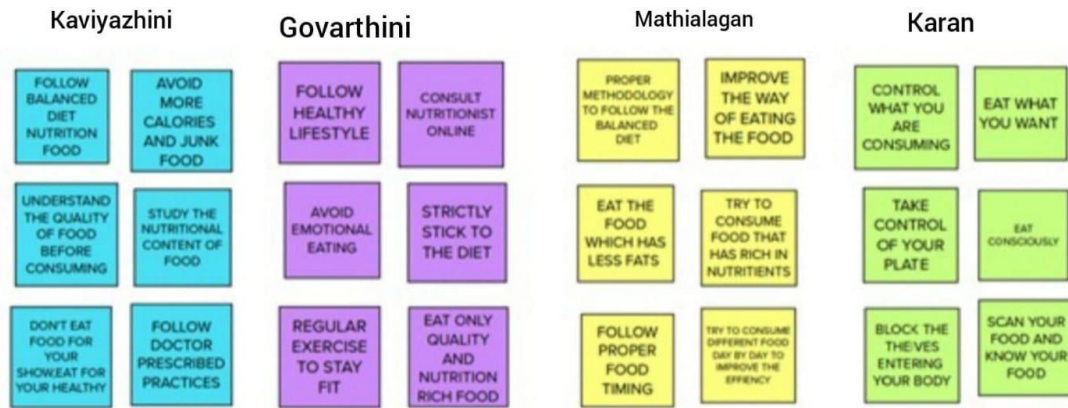 Kaviyazhini
Govarthini
Mathialagan
Karan
FOLLOW
BALANCED
DIET
NUTRITION
FOOD
AVOID
MORE
CALORIES
AND JUNK
FOOD
UNDERSTAND
THE QUALITY
OF FOOD
BEFORE
CONSUMING
STUDY THE
NUTRITIONAL
CONTENT OF
FOOD
DON'T EAT
FOOD FOR
YOUR
SHOW.EAT FOR
YOUR HEALTHY
FOLLOW
DOCTOR
PRESCRIBED
PRACTICES
FOLLOW
HEALTHY
LIFESTYLE
CONSULT
NUTRITIONIST
ONLINE
AVOID
EMOTIONAL
EATING
STRICTLY
STICK TO
THE DIET
REGULAR
EXERCISE
TO STAY
FIT
EAT ONLY
QUALITY
AND
NUTRITION
RICH FOOD
PROPER
METHODOLOGY
TO FOLLOW THE
BALANCED
DIET
IMPROVE
THE WAY
OF EATING
THE FOOD
EAT THE
FOOD
WHICH HAS
LESS FATS
TRY TO
CONSUME
FOOD THAT
HAS RICH IN
NUTRITIENTS
FOLLOW
PROPER
FOOD
TIMING
TRY TO CONSUME
DIFFERENT FOOD
DAY BY DAY TO
IMPROVE THE
EFFIENCY
CONTROL
WHAT YOU
ARE
CONSUMING
EAT WHAT
YOU WANT
TAKE
CONTROL
OF YOUR
PLATE
EAT
CONSCIOUSLY
BLOCK THE
THEIVES
ENTERING
YOUR BODY
SCAN YOUR
FOOD AND
KNOW YOUR
FOOD